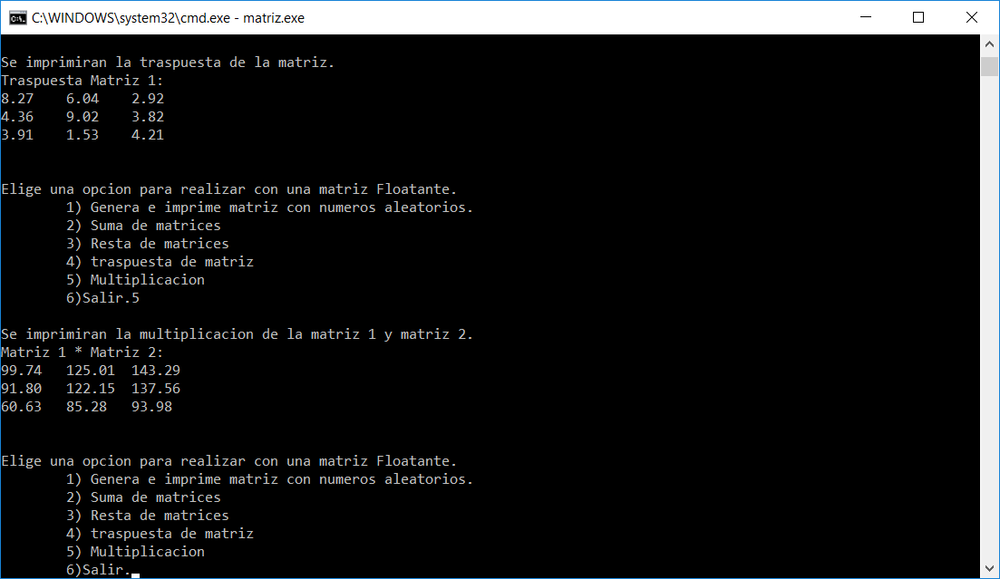 C:\WINDOWS\system32\cmd.exe - matriz.exe
Se imprimiran la traspuesta de la matriz.
Traspuesta Matriz 1:
8.27    6.04    2.92
4.36    9.02    3.82
3.91    1.53    4.21
Elige una opcion para realizar con una matriz Floatante.
        1) Genera e imprime matriz con numeros aleatorios.
        2) Suma de matrices
        3) Resta de matrices
        4) traspuesta de matriz
        5) Multiplicacion
        6)Salir.5
Se imprimiran la multiplicacion de la matriz 1 y matriz 2.
Matriz 1 * Matriz 2:
99.74   125.01  143.29
91.80   122.15  137.56
60.63   85.28   93.98
Elige una opcion para realizar con una matriz Floatante.
        1) Genera e imprime matriz con numeros aleatorios.
        2) Suma de matrices
        3) Resta de matrices
        4) traspuesta de matriz
        5) Multiplicacion
        6)Salir.